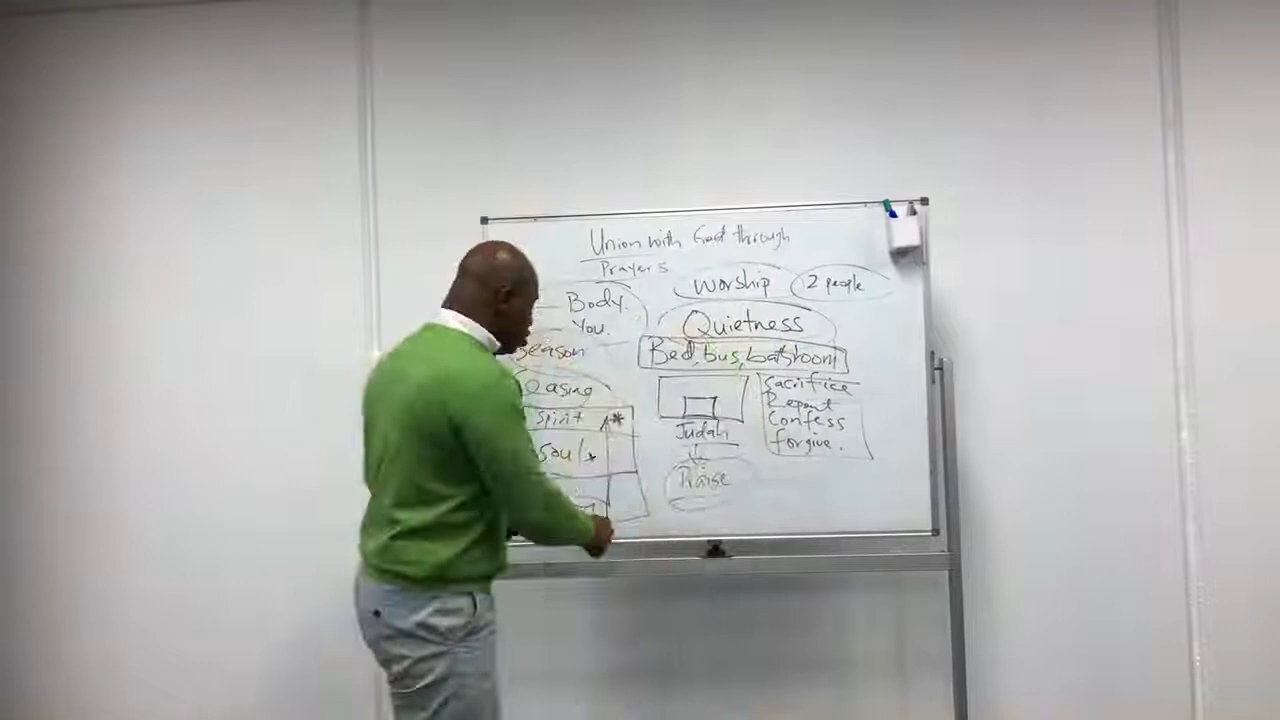 Union with God through
Prayers
Worship
2 people
Body.
You.
Quietness
season
Bed, bus, bathroom
Spirit *
Soul *
Judah
Praise
Sacrifice
Repent
Confess
forgive.